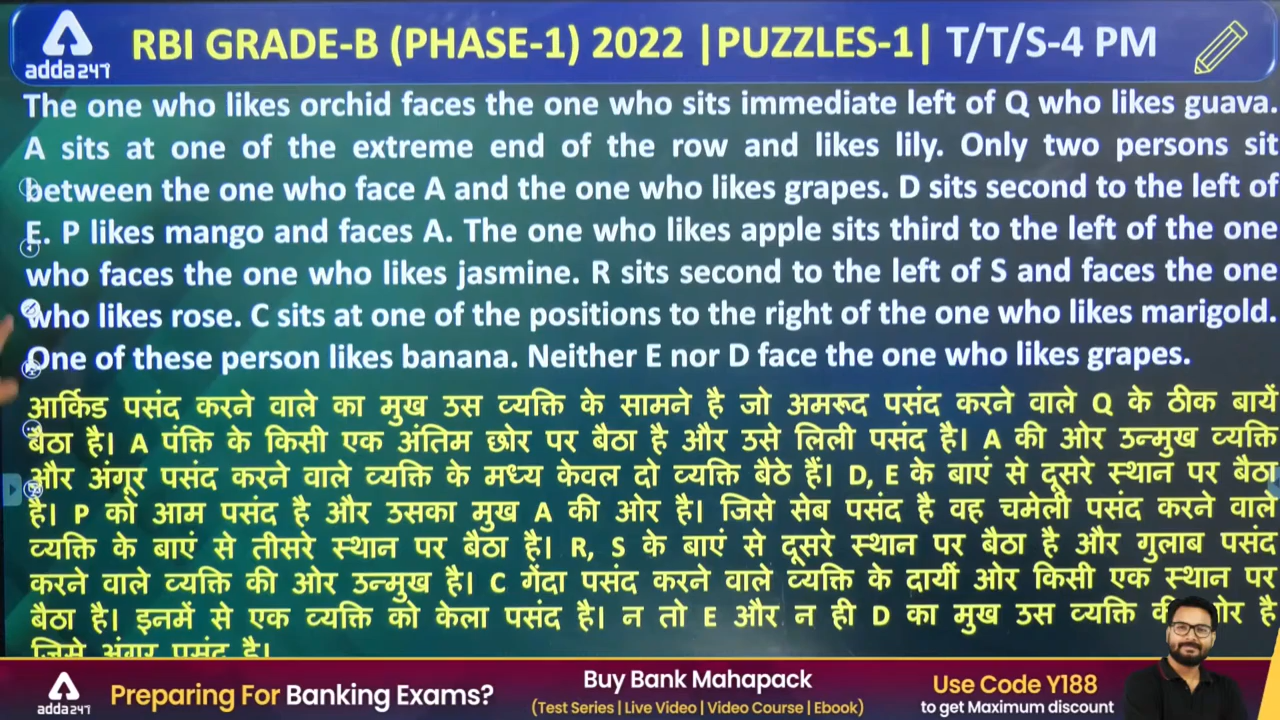 adda247
RBI GRADE-B (PHASE-1) 2022 |PUZZLES-1| T/T/S-4 PM
The one who likes orchid faces the one who sits immediate left of Q who likes guava.
A sits at one of the extreme end of the row and likes lily. Only two persons sit
between the one who face A and the one who likes grapes. D sits second to the left of
E. P likes mango and faces A. The one who likes apple sits third to the left of the one
who faces the one who likes jasmine. R sits second to the left of S and faces the one
who likes rose. C sits at one of the positions to the right of the one who likes marigold.
One of these person likes banana. Neither E nor D face the one who likes grapes.
आर्किड पसंद करने वाले का मुख उस व्यक्ति के सामने है जो अमरूद पसंद करने वाले Q के ठीक बायें
बैठा है। A पंक्ति के किसी एक अंतिम छोर पर बैठा है और उसे लिली पसंद है। A की ओर उन्मुख व्यक्ति
और अंगूर पसंद करने वाले व्यक्ति के मध्य केवल दो व्यक्ति बैठे हैं। D, E के बाएं से दूसरे स्थान पर बैठा
है। P को आम पसंद है और उसका मुख A की ओर है। जिसे सेब पसंद है वह चमेली पसंद करने वाले
व्यक्ति के बाएं से तीसरे स्थान पर बैठा है। R, S के बाएं से दूसरे स्थान पर बैठा है और गुलाब पसंद
करने वाले व्यक्ति की ओर उन्मुख है। C गेंदा पसंद करने वाले व्यक्ति के दायीं ओर किसी एक स्थान पर
बैठा है। इनमें से एक व्यक्ति को केला पसंद है। न तो E और न ही D का मुख उस व्यक्ति की ओर है
जिसे अंगूर पसंद है।
adda247
Preparing For Banking Exams?
Buy Bank Mahapack
(Test Series | Live Video | Video Course | Ebook)
Use Code Y188
to get Maximum discount